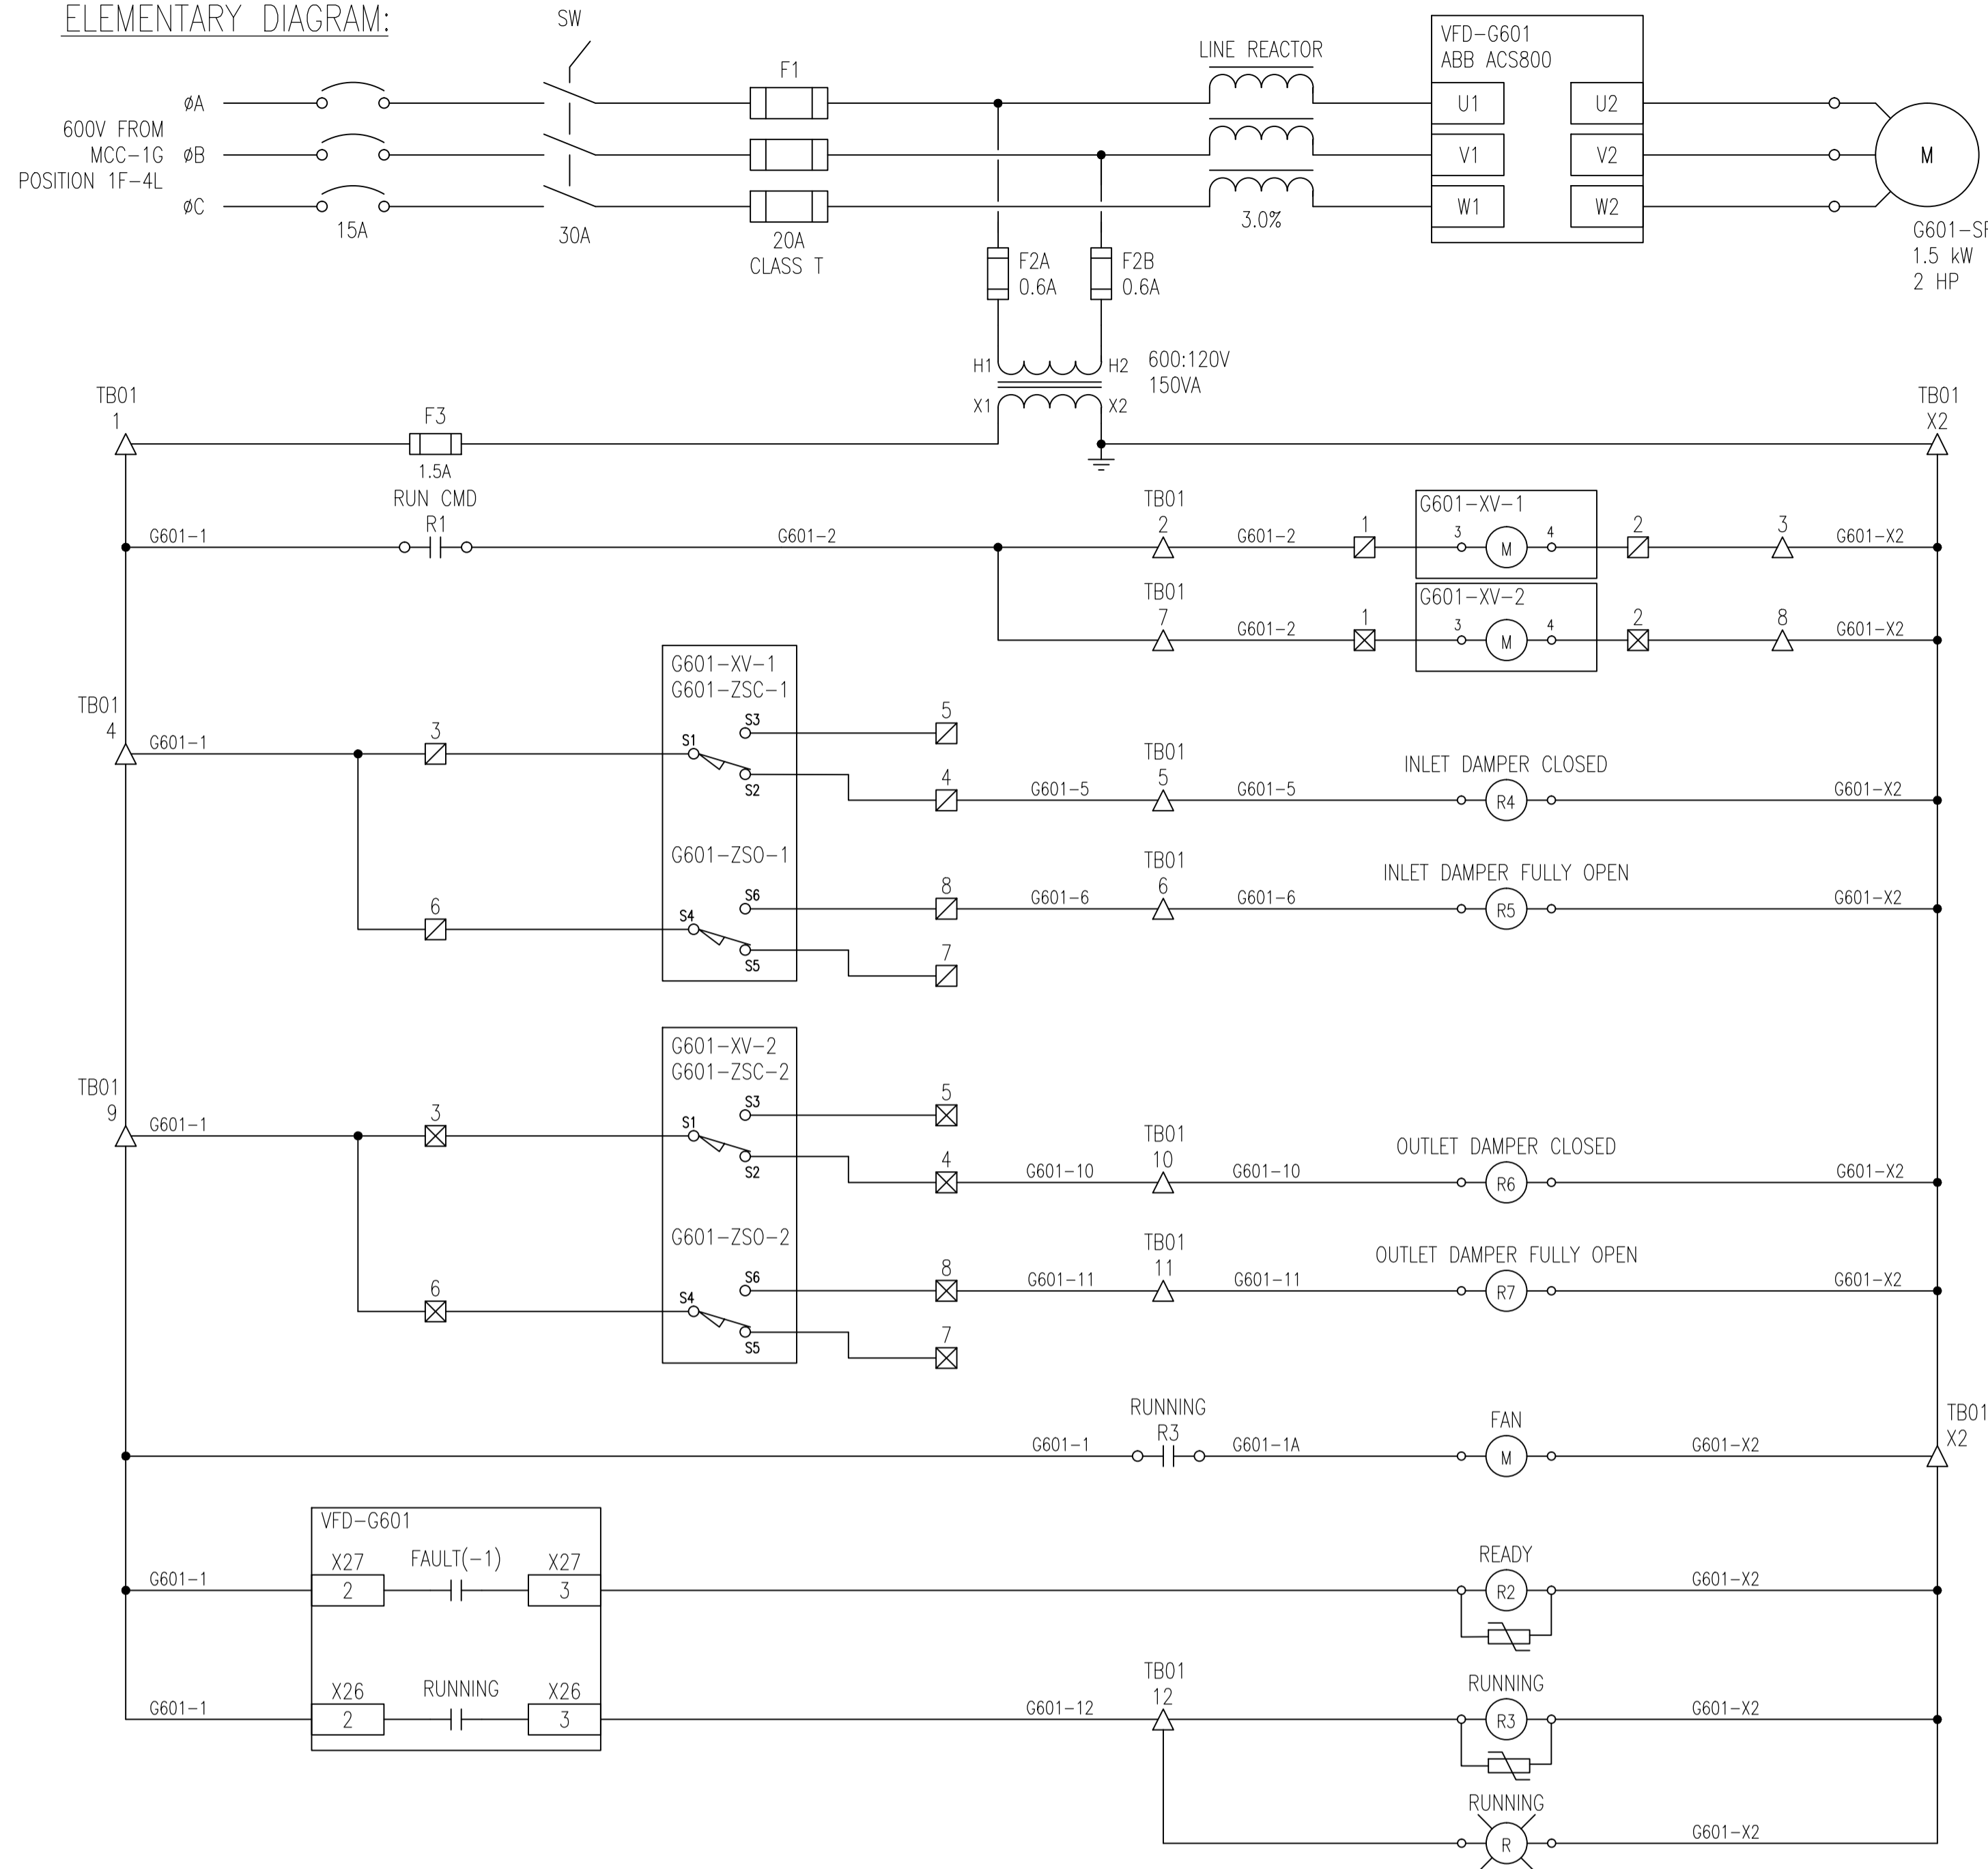 ELEMENTARY DIAGRAM:
SW
F1
LINE REACTOR
VFD-G601
ABB ACS800
øA
U1
U2
600V FROM
MCC-1G
POSITION 1F-4L
øB
V1
V2
M
øC
W1
W2
15A
30A
20A
CLASS T
3.0%
G601-SF
1.5 kW
2 HP
F2A
0.6A
F2B
0.6A
H1
H2
600:120V
150VA
X1
X2
TB01
1
F3
1.5A
TB01
X2
RUN CMD
R1
G601-1
G601-2
TB01
2
G601-2
1
G601-XV-1
3
M
4
2
3
G601-X2
TB01
7
G601-2
1
G601-XV-2
3
M
4
2
8
G601-X2
TB01
4
G601-1
3
G601-XV-1
G601-ZSC-1
S3
S1
S2
5
4
G601-5
TB01
5
G601-5
INLET DAMPER CLOSED
R4
G601-X2
6
G601-ZSO-1
S6
S4
S5
8
G601-6
TB01
6
G601-6
INLET DAMPER FULLY OPEN
R5
G601-X2
7
TB01
9
G601-1
3
G601-XV-2
G601-ZSC-2
S3
S1
S2
5
4
G601-10
TB01
10
G601-10
OUTLET DAMPER CLOSED
R6
G601-X2
6
G601-ZSO-2
S6
S4
S5
8
G601-11
TB01
11
G601-11
OUTLET DAMPER FULLY OPEN
R7
G601-X2
7
G601-1
RUNNING
R3
G601-1A
FAN
M
G601-X2
TB01
X2
VFD-G601
G601-1
X27
2
FAULT(-1)
X27
3
READY
R2
G601-X2
G601-1
X26
2
RUNNING
X26
3
G601-12
TB01
12
RUNNING
R3
G601-X2
RUNNING
R
G601-X2